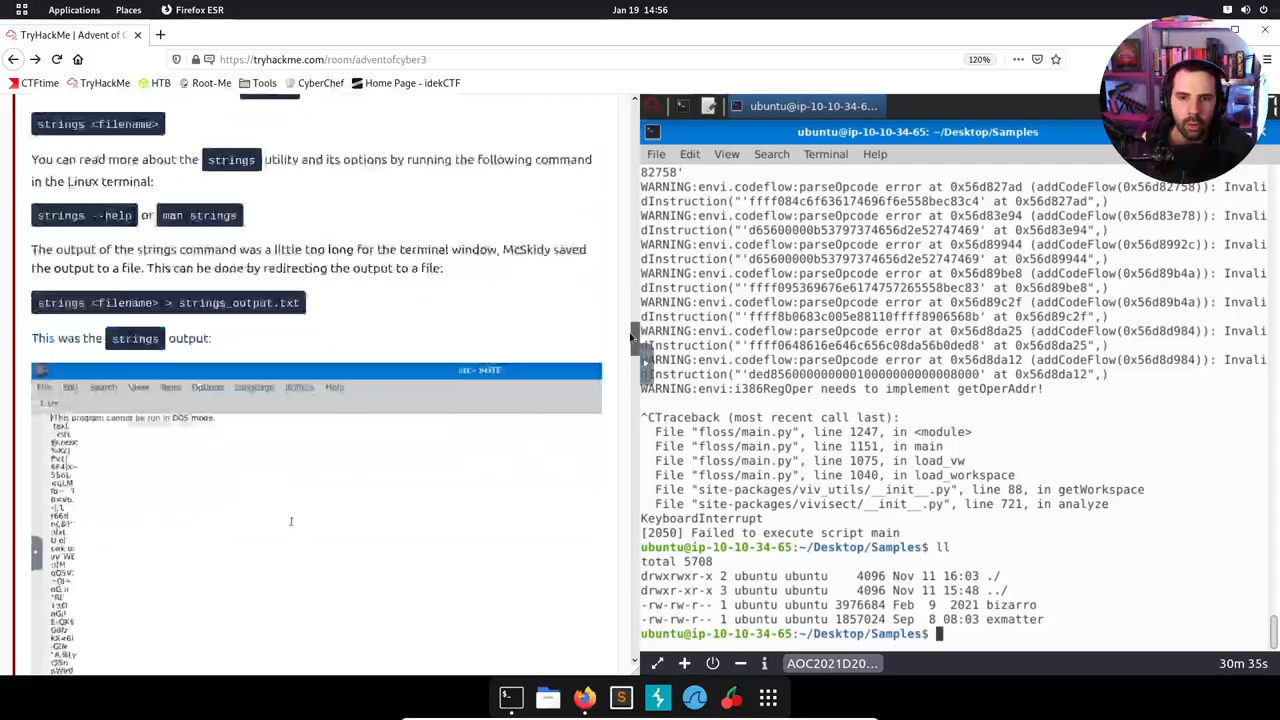 Applications Places Firefox ESR Jan 19 14:56
TryHackMe | Advent of C
https://tryhackme.com/room/adventofcyber3 120%
CTFtime TryHackMe HTB Root-Me Tools CyberChef Home Page - idekCTF
strings <filename>
You can read more about the strings utility and its options by running the following command
in the Linux terminal:
strings --help or man strings
The output of the strings command was a little too long for the terminal window, McSkidy saved
the output to a file. This can be done by redirecting the output to a file:
strings <filename> > strings_output.txt
This was the strings output:
File Edit Search View Options Language Help
This program cannot be run in DOS mode.
ubuntu@ip-10-10-34-6...
ubuntu@ip-10-10-34-65: ~/Desktop/Samples
File Edit View Search Terminal Help
82758'
WARNING:envi.codeflow:parseOpcode error at 0x56d827ad (addCodeFlow(0x56d82758)): Invali
dInstruction("'ffff084c6f636174696f6e558bec83c4' at 0x56d827ad",)
WARNING:envi.codeflow:parseOpcode error at 0x56d83e94 (addCodeFlow(0x56d83e78)): Invali
dInstruction("'d65600000b53797374656d2e52747469' at 0x56d83e94",)
WARNING:envi.codeflow:parseOpcode error at 0x56d89944 (addCodeFlow(0x56d8992c)): Invali
dInstruction("'d65600000b53797374656d2e52747469' at 0x56d89944",)
WARNING:envi.codeflow:parseOpcode error at 0x56d89be8 (addCodeFlow(0x56d89b4a)): Invali
dInstruction("'ffff095369676e6174757265558bec83' at 0x56d89be8",)
WARNING:envi.codeflow:parseOpcode error at 0x56d89c2f (addCodeFlow(0x56d89b4a)): Invali
dInstruction("'ffff8b0683c005e88110ffff8906568b' at 0x56d89c2f",)
WARNING:envi.codeflow:parseOpcode error at 0x56d8da25 (addCodeFlow(0x56d8d984)): Invali
dInstruction("'ffff0648616e646c656c08da56b0ded8' at 0x56d8da25",)
WARNING:envi.codeflow:parseOpcode error at 0x56d8da12 (addCodeFlow(0x56d8d984)): Invali
dInstruction("'ded8560000000010000000000008000' at 0x56d8da12",)
WARNING:envi:i386RegOper needs to implement getOperAddr!
^CTraceback (most recent call last):
File "floss/main.py", line 1247, in <module>
File "floss/main.py", line 1151, in main
File "floss/main.py", line 1075, in load_vw
File "floss/main.py", line 1040, in load_workspace
File "site-packages/viv_utils/__init__.py", line 88, in getWorkspace
File "site-packages/vivisect/__init__.py", line 721, in analyze
KeyboardInterrupt
[2050] Failed to execute script main
ubuntu@ip-10-10-34-65:~/Desktop/Samples$ ll
total 5708
drwxrwxr-x 2 ubuntu ubuntu 4096 Nov 11 16:03 ./
drwxr-xr-x 3 ubuntu ubuntu 4096 Nov 11 15:48 ../
-rw-rw-r-- 1 ubuntu ubuntu 3976684 Feb 9 2021 bizarro
-rw-rw-r-- 1 ubuntu ubuntu 1857024 Sep 8 08:03 exmatter
ubuntu@ip-10-10-34-65:~/Desktop/Samples$
AOC2021D20... 30m 35s